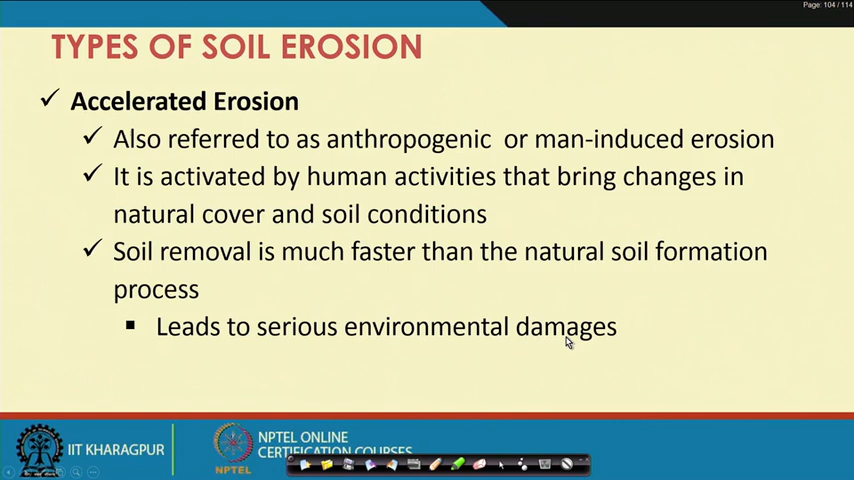 Page: 104 / 114
TYPES OF SOIL EROSION
✓ Accelerated Erosion
✓ Also referred to as anthropogenic or man-induced erosion
✓ It is activated by human activities that bring changes in
natural cover and soil conditions
✓ Soil removal is much faster than the natural soil formation
process
▪ Leads to serious environmental damages
IIT KHARAGPUR
NPTEL ONLINE
CERTIFICATION COURSES
NPTEL